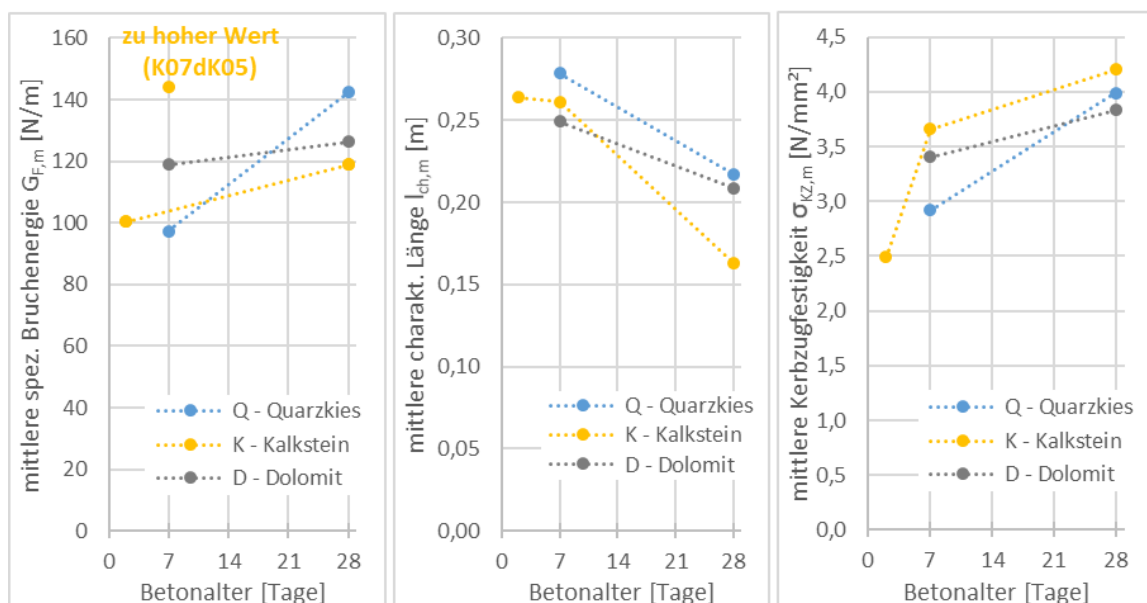 mittlere spez. Bruchenergie G_F,m [N/m]
160
140
120
100
80
60
40
20
0
zu hoher Wert
(K07dK05)
Q - Quarzkies
K - Kalkstein
D - Dolomit
0 7 14 21 28
Betonalter [Tage]
mittlere charakt. Länge l_ch,m [m]
0,30
0,25
0,20
0,15
0,10
0,05
0,00
Q - Quarzkies
K - Kalkstein
D - Dolomit
0 7 14 21 28
Betonalter [Tage]
mittlere Kerbzugfestigkeit σ_KZ,m [N/mm²]
4,5
4,0
3,5
3,0
2,5
2,0
1,5
1,0
0,5
0,0
Q - Quarzkies
K - Kalkstein
D - Dolomit
0 7 14 21 28
Betonalter [Tage]